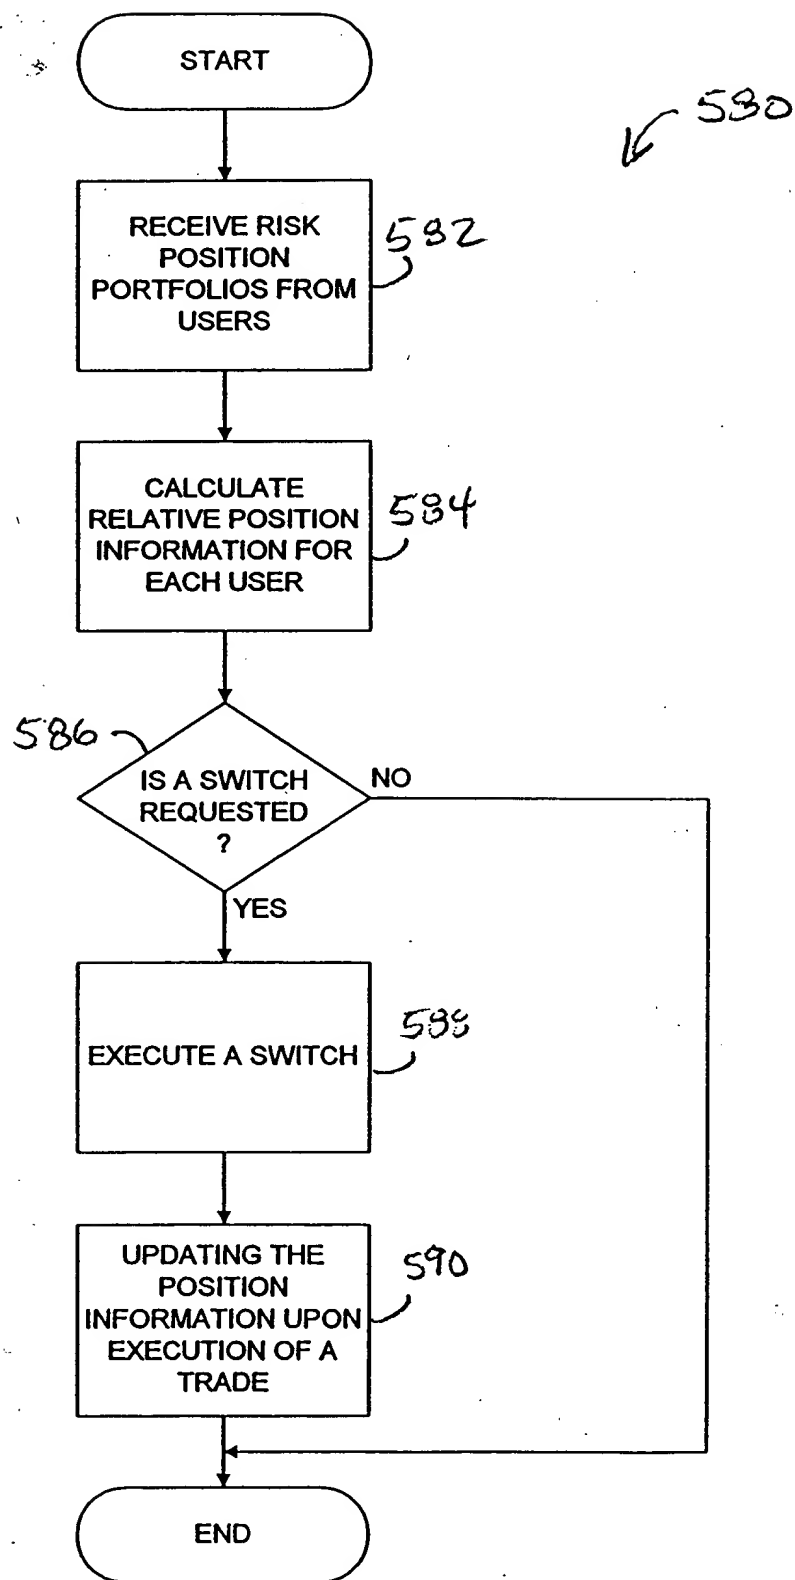 START
580
RECEIVE RISK
POSITION
PORTFOLIOS FROM
USERS
582
CALCULATE
RELATIVE POSITION
INFORMATION FOR
EACH USER
584
586
IS A SWITCH
REQUESTED
?
NO
YES
EXECUTE A SWITCH
588
UPDATING THE
POSITION
INFORMATION UPON
EXECUTION OF A
TRADE
590
END